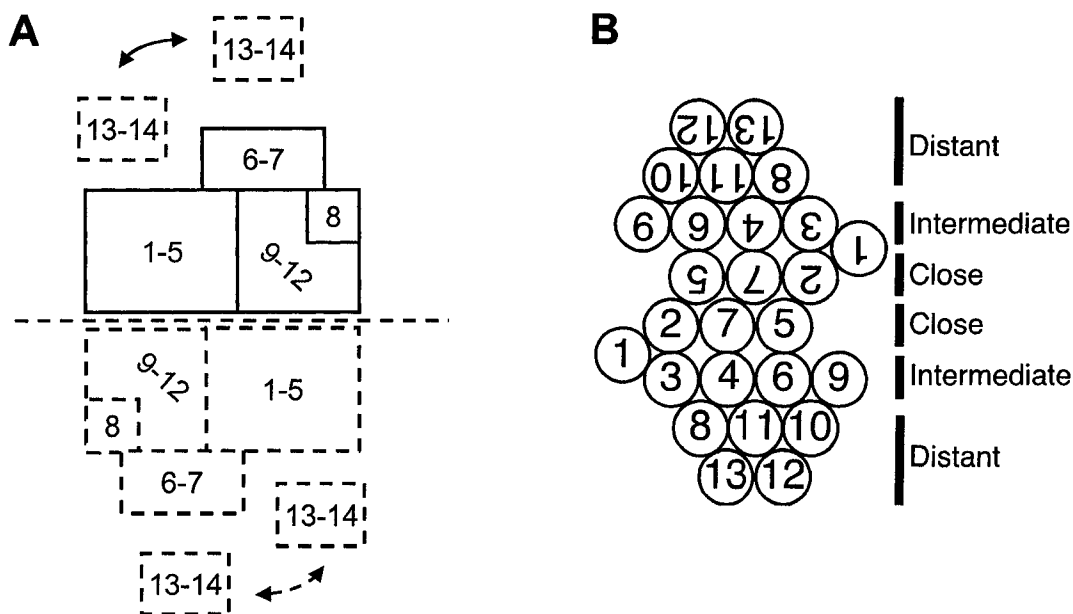 A
13-14
13-14
6-7
8
1-5
9-12
9-12
1-5
8
6-7
13-14
13-14
B
12 13
10 11 8
9 6 4 3
1
5 7 2
2 7 5
1
3 4 6 9
8 11 10
13 12
Distant
Intermediate
Close
Close
Intermediate
Distant